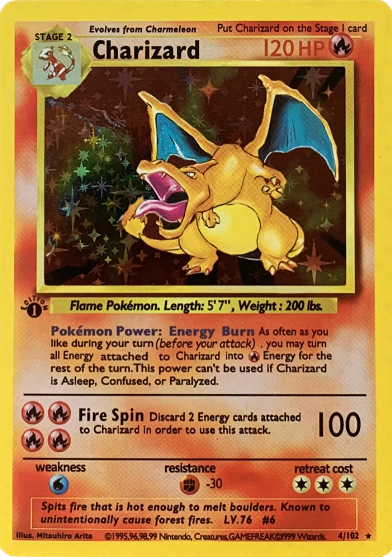 Evolves from Charmeleon Put Charizard on the Stage 1 card
STAGE 2
Charizard 120 HP
Flame Pokémon. Length: 5'7", Weight: 200 lbs.
EDITION
1
Pokémon Power: Energy Burn As often as you
like during your turn (before your attack), you may turn
all Energy attached to Charizard into Energy for the
rest of the turn. This power can't be used if Charizard
is Asleep, Confused, or Paralyzed.
Fire Spin Discard 2 Energy cards attached
to Charizard in order to use this attack. 100
weakness resistance retreat cost
-30
Spits fire that is hot enough to melt boulders. Known to
unintentionally cause forest fires. LV.76 #6
Illus. Mitsuhiro Arita ©1995,96,98,99 Nintendo, Creatures, GAMEFREAK ©1999 Wizards. 4/102 ★